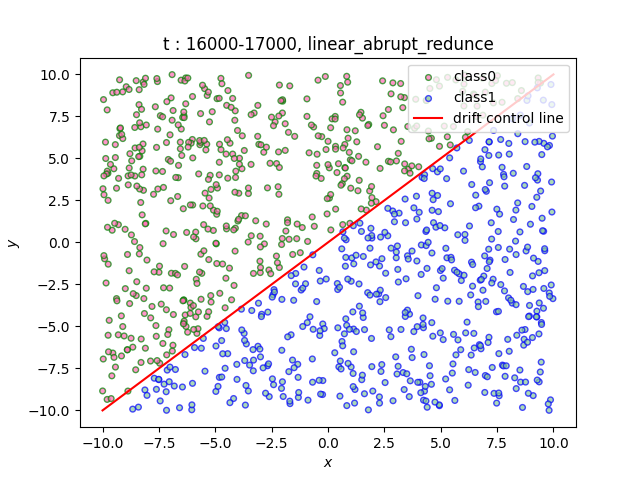 t : 16000-17000, linear_abrupt_redunce
class0
class1
drift control line
y
10.0
7.5
5.0
2.5
0.0
−2.5
−5.0
−7.5
−10.0
−10.0 −7.5 −5.0 −2.5 0.0 2.5 5.0 7.5 10.0
x